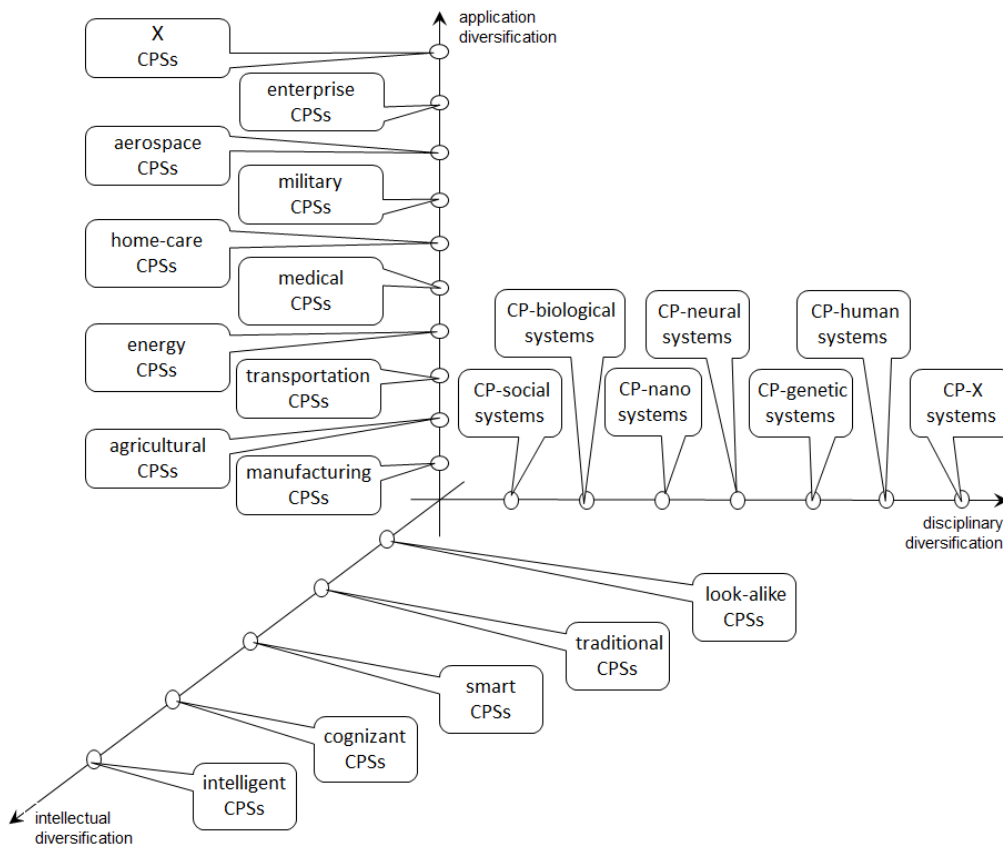 application
diversification
X
CPSs
enterprise
CPSs
aerospace
CPSs
military
CPSs
home-care
CPSs
medical
CPSs
energy
CPSs
transportation
CPSs
agricultural
CPSs
manufacturing
CPSs
CP-biological
systems
CP-neural
systems
CP-human
systems
CP-social
systems
CP-nano
systems
CP-genetic
systems
CP-X
systems
disciplinary
diversification
look-alike
CPSs
traditional
CPSs
smart
CPSs
cognizant
CPSs
intelligent
CPSs
intellectual
diversification